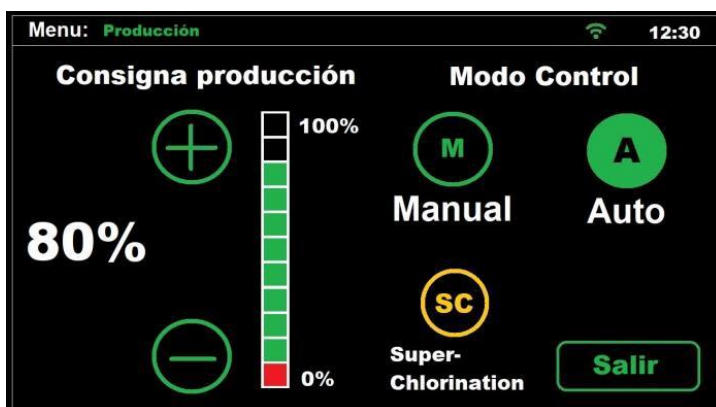 Menu: Producción 12:30
Consigna producción
Modo Control
100%
M
A
Manual
Auto
80%
SC
Super-
Chlorination
0%
Salir